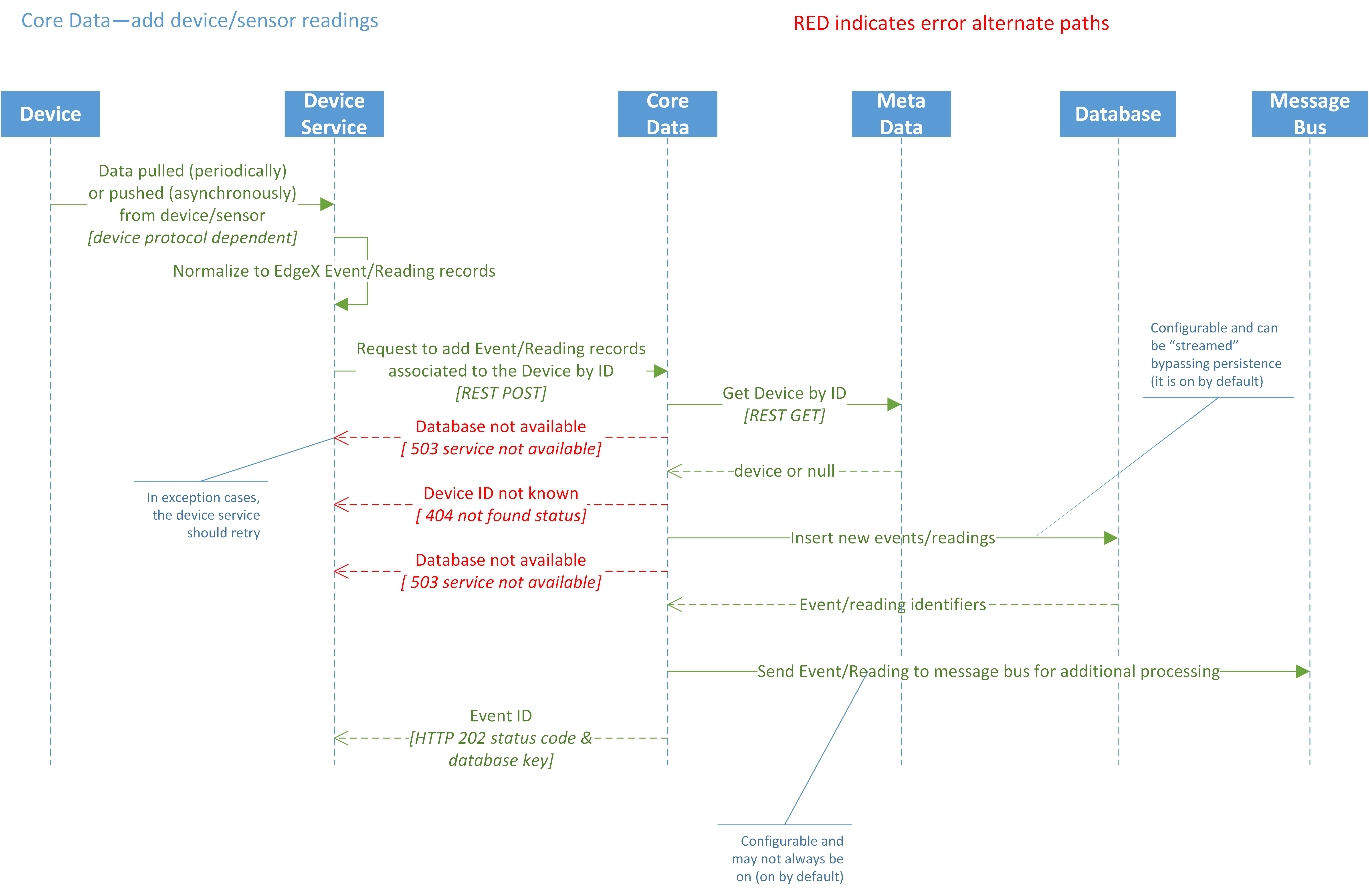 Core Data—add device/sensor readings
RED indicates error alternate paths
Device
Device
Service
Core
Data
Meta
Data
Database
Message
Bus
Data pulled (periodically)
or pushed (asynchronously)
from device/sensor
[device protocol dependent]
Normalize to EdgeX Event/Reading records
Request to add Event/Reading records
associated to the Device by ID
[REST POST]
Configurable and can
be “streamed”
bypassing persistence
(it is on by default)
Get Device by ID
[REST GET]
Database not available
[ 503 service not available]
device or null
In exception cases,
the device service
should retry
Device ID not known
[ 404 not found status]
Insert new events/readings
Database not available
[ 503 service not available]
Event/reading identifiers
Send Event/Reading to message bus for additional processing
Event ID
[HTTP 202 status code &
database key]
Configurable and
may not always be
on (on by default)